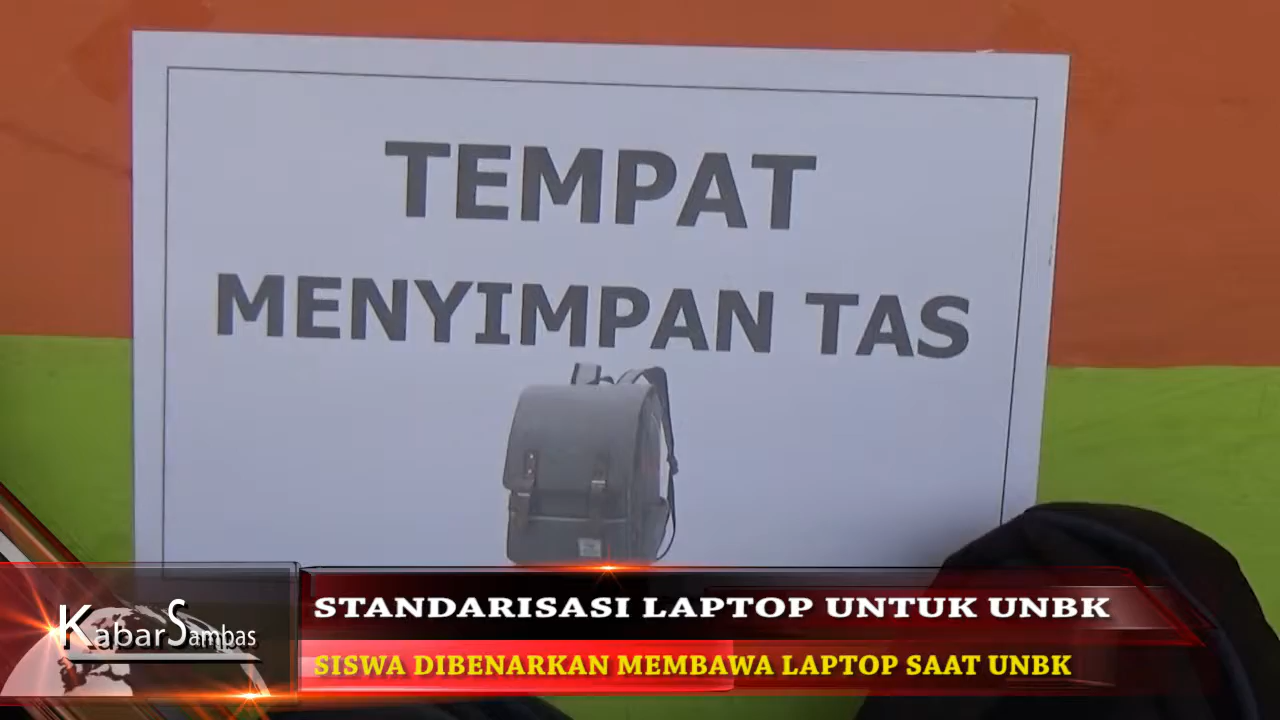 TEMPAT
MENYIMPAN TAS
STANDARISASI LAPTOP UNTUK UNBK
KabarSambas
SISWA DIBENARKAN MEMBAWA LAPTOP SAAT UNBK